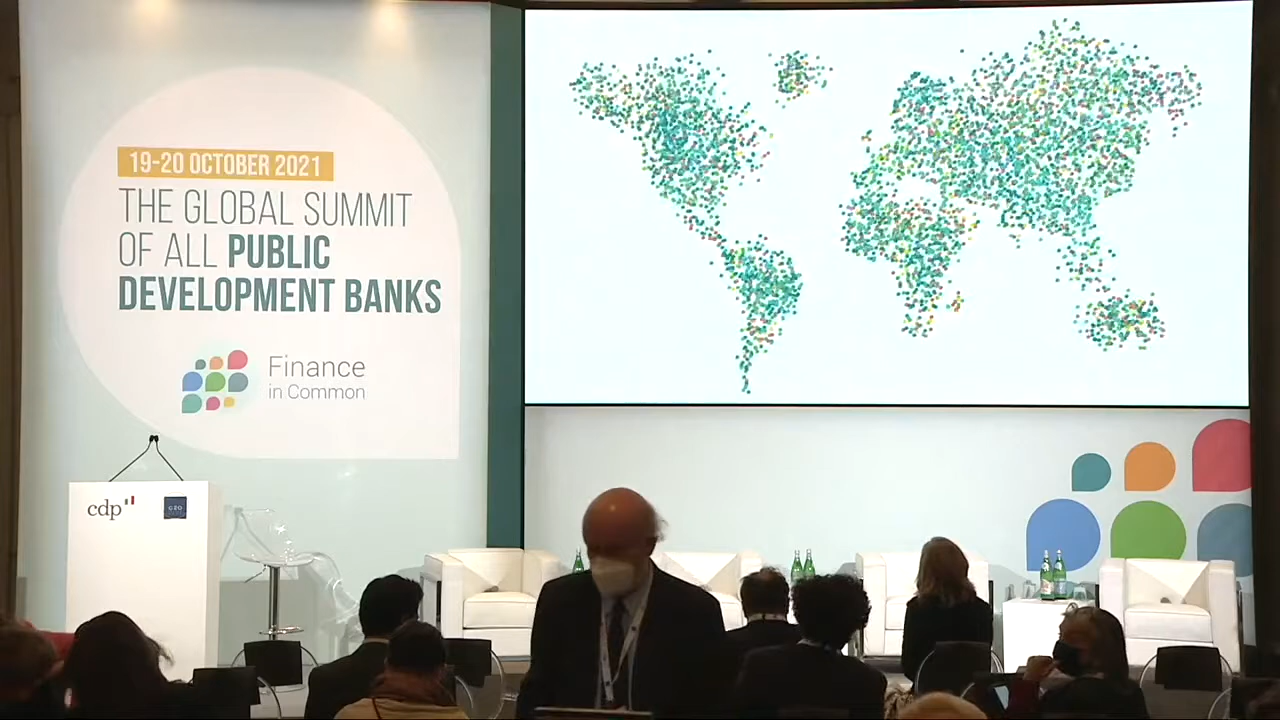 19-20 OCTOBER 2021
THE GLOBAL SUMMIT
OF ALL PUBLIC
DEVELOPMENT BANKS
Finance
in Common
cdp